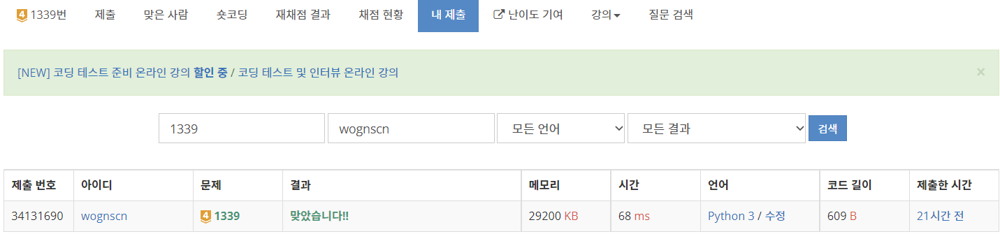 4 1339번 제출 맞은 사람 숏코딩 재채점 결과 채점 현황 내 제출 난이도 기여 강의 질문 검색
[NEW] 코딩 테스트 준비 온라인 강의 할인 중 / 코딩 테스트 및 인터뷰 온라인 강의 ×
1339 wognscn 모든 언어 모든 결과 검색
제출 번호 아이디 문제 결과 메모리 시간 언어 코드 길이 제출한 시간
34131690 wognscn 4 1339 맞았습니다!! 29200 KB 68 ms Python 3 / 수정 609 B 21시간 전